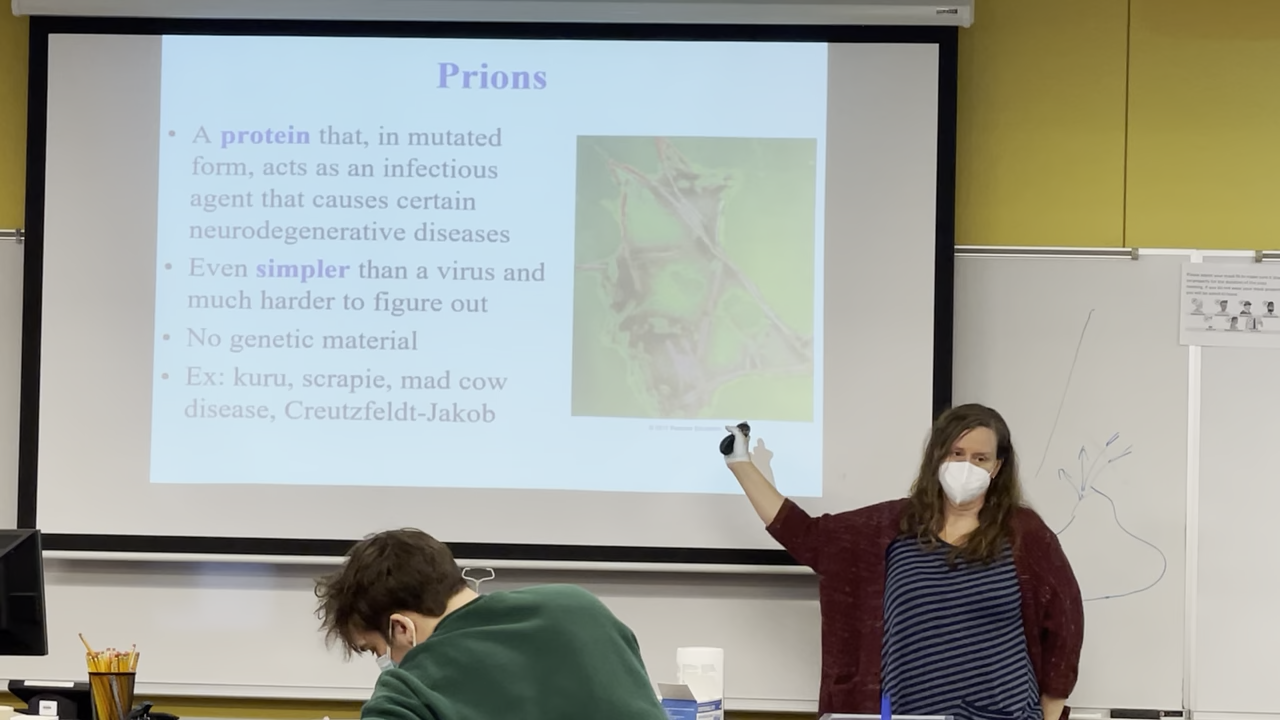 Prions
• A protein that, in mutated
form, acts as an infectious
agent that causes certain
neurodegenerative diseases
• Even simpler than a virus and
much harder to figure out
• No genetic material
• Ex: kuru, scrapie, mad cow
disease, Creutzfeldt-Jakob